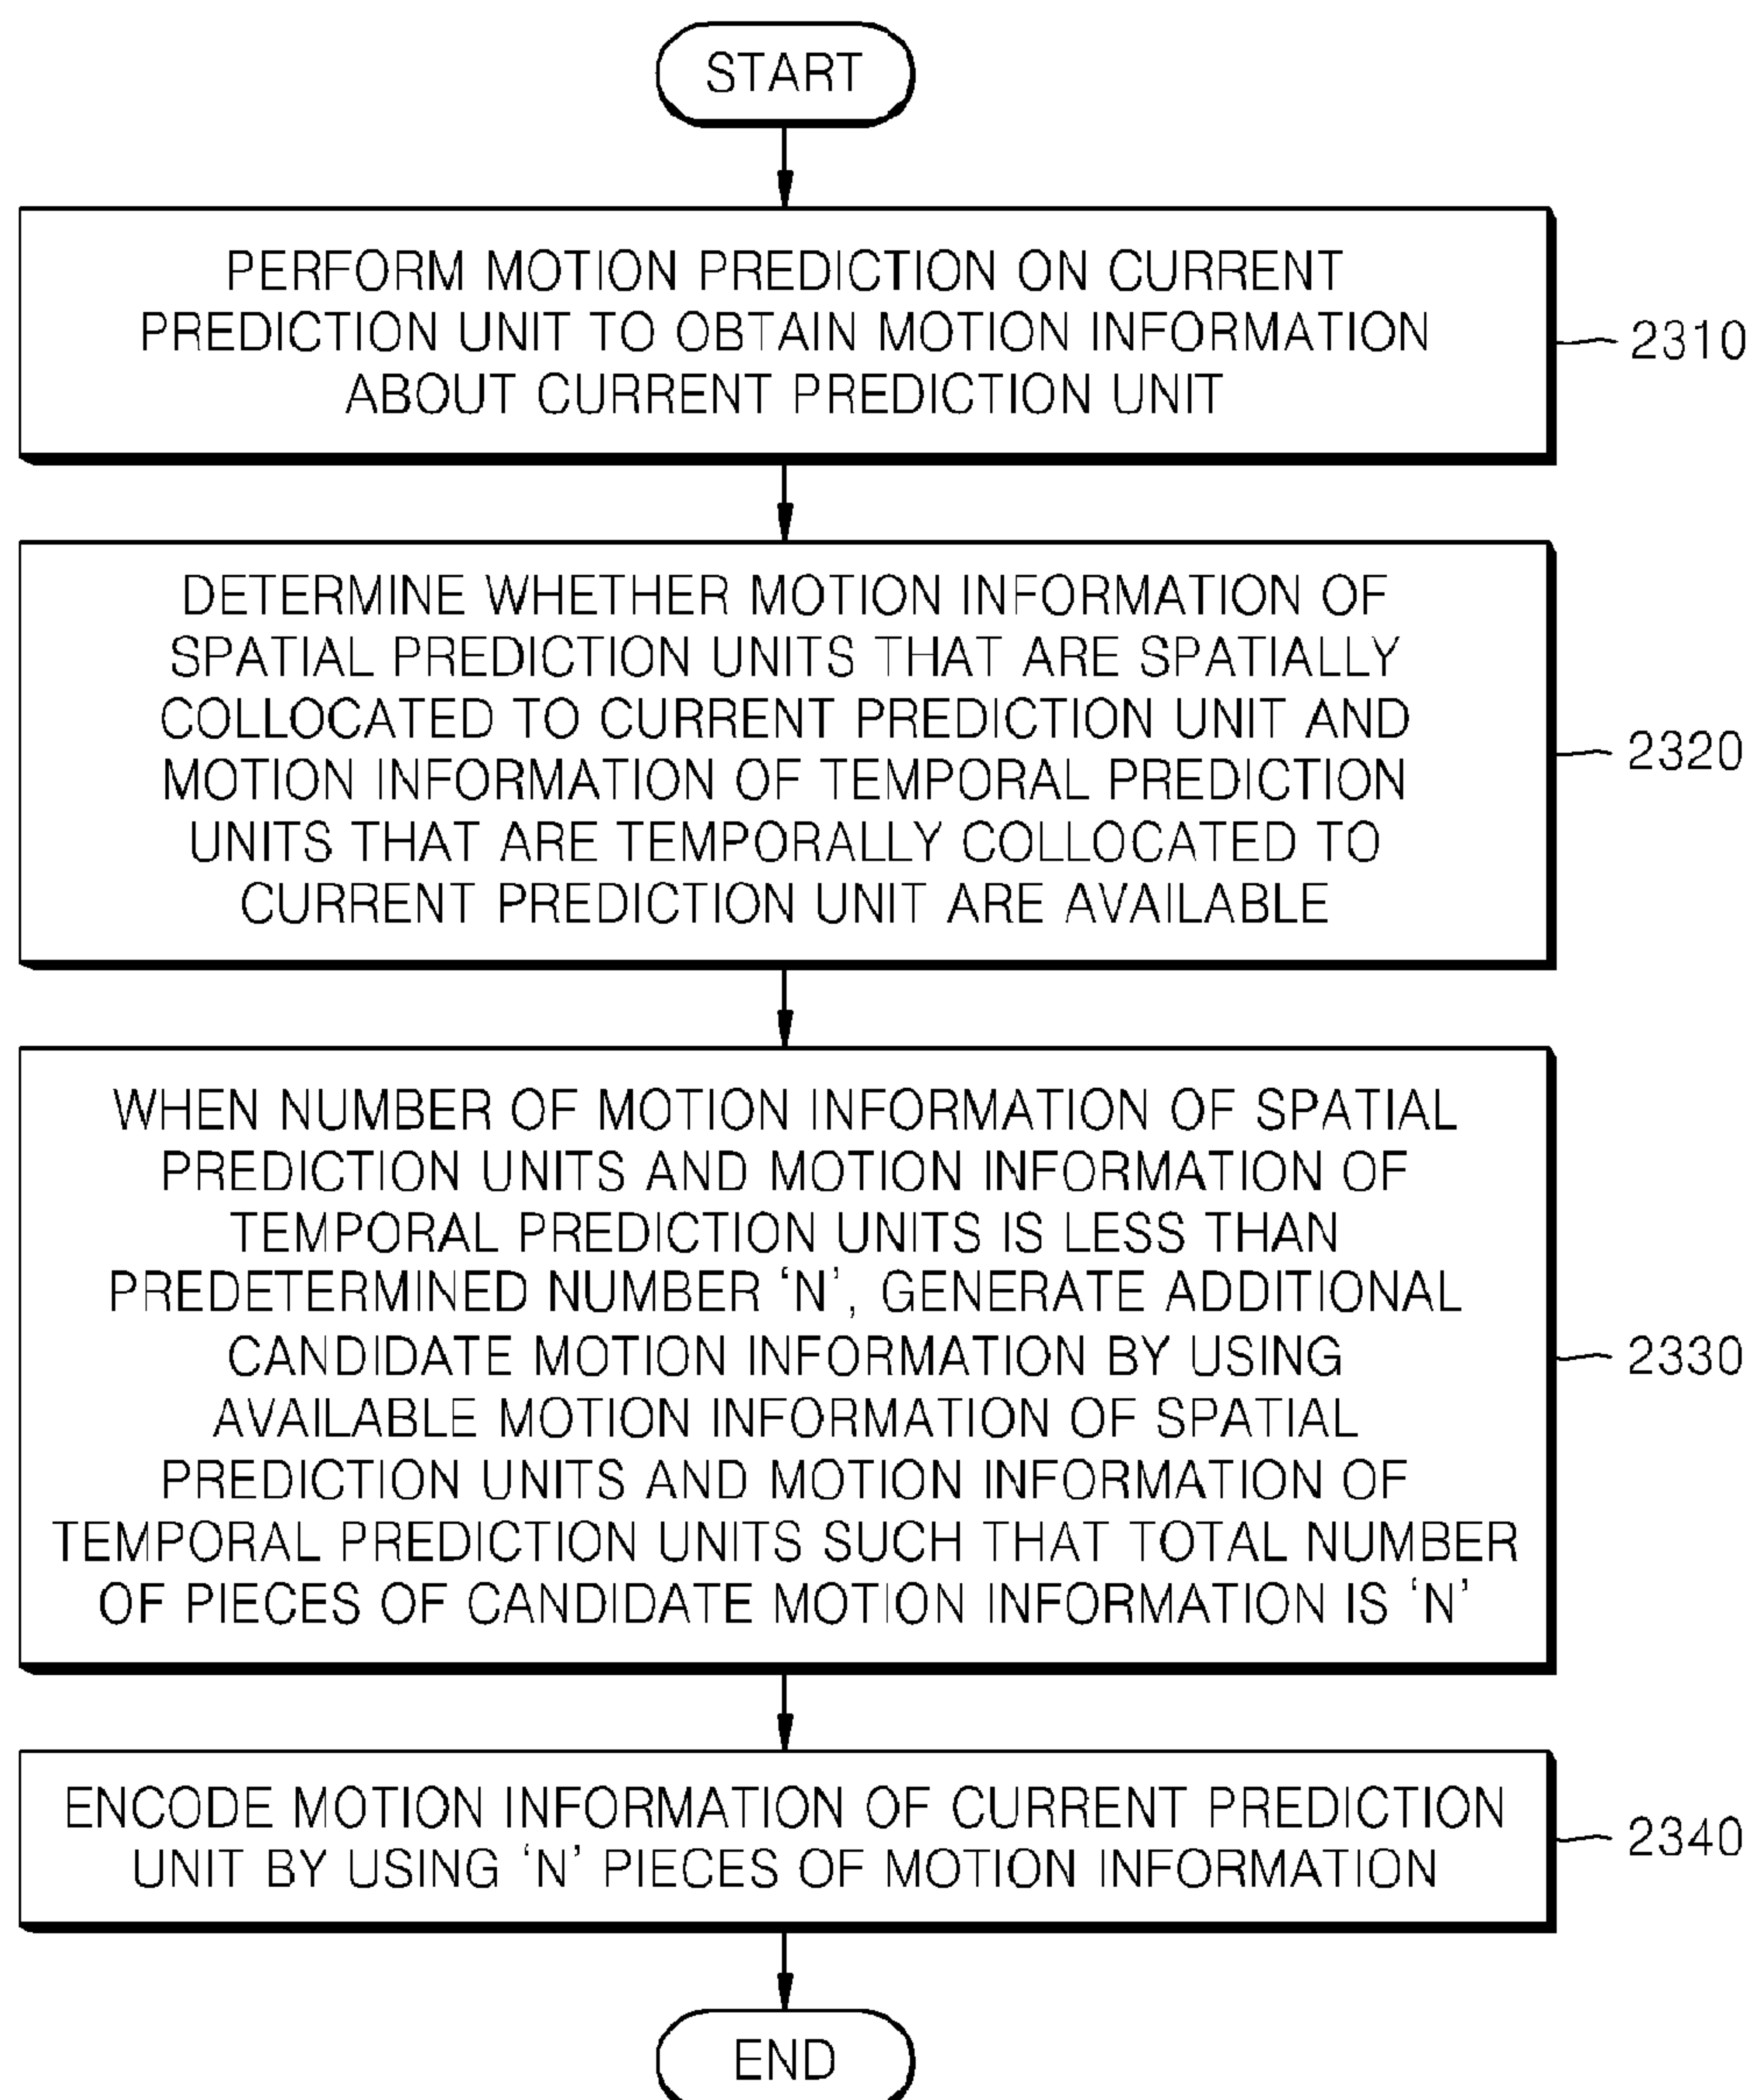 START
PERFORM MOTION PREDICTION ON CURRENT
PREDICTION UNIT TO OBTAIN MOTION INFORMATION
ABOUT CURRENT PREDICTION UNIT
2310
DETERMINE WHETHER MOTION INFORMATION OF
SPATIAL PREDICTION UNITS THAT ARE SPATIALLY
COLLOCATED TO CURRENT PREDICTION UNIT AND
MOTION INFORMATION OF TEMPORAL PREDICTION
UNITS THAT ARE TEMPORALLY COLLOCATED TO
CURRENT PREDICTION UNIT ARE AVAILABLE
2320
WHEN NUMBER OF MOTION INFORMATION OF SPATIAL
PREDICTION UNITS AND MOTION INFORMATION OF
TEMPORAL PREDICTION UNITS IS LESS THAN
PREDETERMINED NUMBER ‘N’, GENERATE ADDITIONAL
CANDIDATE MOTION INFORMATION BY USING
AVAILABLE MOTION INFORMATION OF SPATIAL
PREDICTION UNITS AND MOTION INFORMATION OF
TEMPORAL PREDICTION UNITS SUCH THAT TOTAL NUMBER
OF PIECES OF CANDIDATE MOTION INFORMATION IS ‘N’
2330
ENCODE MOTION INFORMATION OF CURRENT PREDICTION
UNIT BY USING ‘N’ PIECES OF MOTION INFORMATION
2340
END